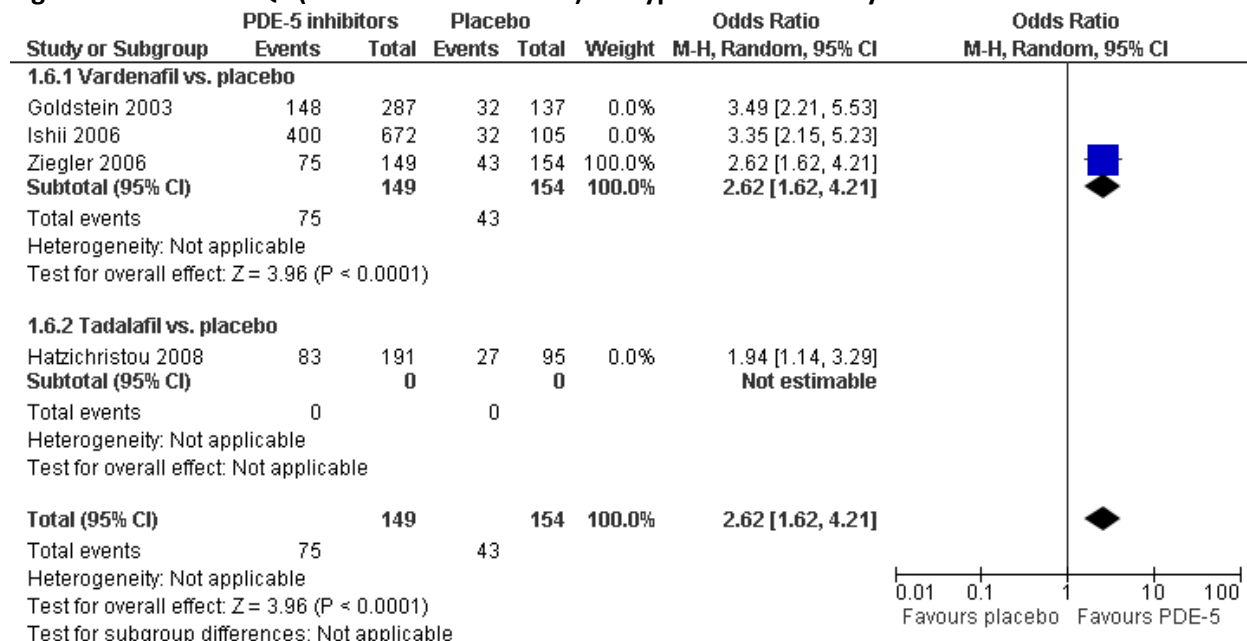 PDE-5 inhibitors Placebo Odds Ratio Odds Ratio
Study or Subgroup Events Total Events Total Weight M-H, Random, 95% CI M-H, Random, 95% CI
1.6.1 Vardenafil vs. placebo
Goldstein 2003 148 287 32 137 0.0% 3.49 [2.21, 5.53]
Ishii 2006 400 672 32 105 0.0% 3.35 [2.15, 5.23]
Ziegler 2006 75 149 43 154 100.0% 2.62 [1.62, 4.21]
Subtotal (95% CI) 149 154 100.0% 2.62 [1.62, 4.21]
Total events 75 43
Heterogeneity: Not applicable
Test for overall effect: Z = 3.96 (P < 0.0001)
1.6.2 Tadalafil vs. placebo
Hatzichristou 2008 83 191 27 95 0.0% 1.94 [1.14, 3.29]
Subtotal (95% CI) 0 0 Not estimable
Total events 0 0
Heterogeneity: Not applicable
Test for overall effect: Not applicable
Total (95% CI) 149 154 100.0% 2.62 [1.62, 4.21]
Total events 75 43
Heterogeneity: Not applicable
Test for overall effect: Z = 3.96 (P < 0.0001)
Test for subgroup differences: Not applicable
0.01 0.1 1 10 100
Favours placebo Favours PDE-5